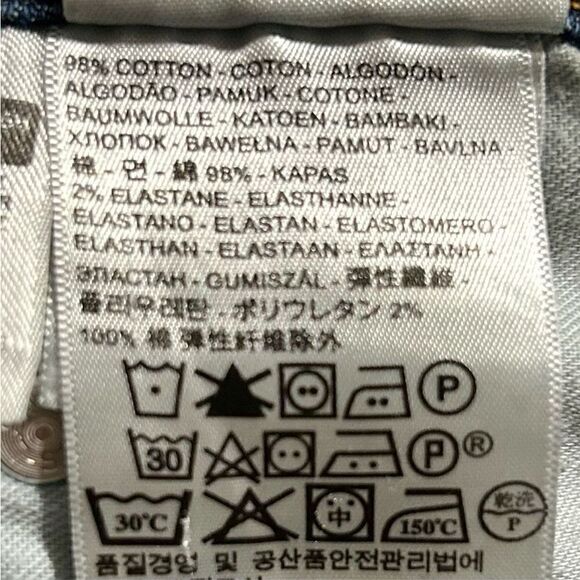 98% COTTON - COTON - ALGODÓN -
ALGODÃO - PAMUK - COTONE -
BAUMWOLLE - KATOEN - BAMBAKI -
ХЛОПОК - BAWEŁNA - PAMUT - BAVLNA -
棉 - 면 - 綿 98% - KAPAS
2% ELASTANE - ELASTHANNE -
ELASTANO - ELASTAN - ELASTOMERO -
ELASTHAN - ELASTAAN - ΕΛΑΣΤΑΝΗ -
ЭЛАСТАН - GUMISZÁL - 彈性纖維 -
폴리우레탄 - ポリウレタン 2%
100% 棉 弹性纤维除外
P
30 P ®
30°C 中 150°C 乾洗 P
품질경영 및 공산품안전관리법에